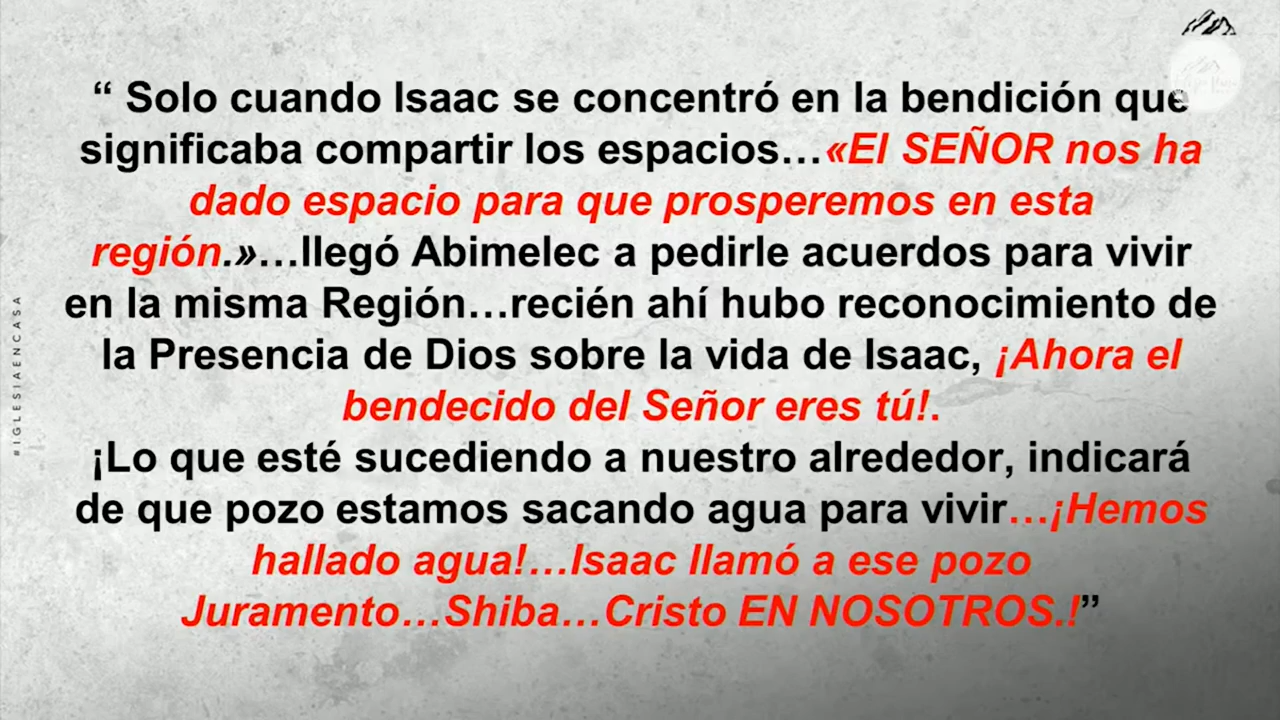 “ Solo cuando Isaac se concentró en la bendición que
significaba compartir los espacios…«El SEÑOR nos ha
dado espacio para que prosperemos en esta
región.»…llegó Abimelec a pedirle acuerdos para vivir
en la misma Región…recién ahí hubo reconocimiento de
la Presencia de Dios sobre la vida de Isaac, ¡Ahora el
bendecido del Señor eres tú!.
¡Lo que esté sucediendo a nuestro alrededor, indicará
de que pozo estamos sacando agua para vivir…¡Hemos
hallado agua!…Isaac llamó a ese pozo
Juramento…Shiba…Cristo EN NOSOTROS.!”
#IGLESIAENCASA